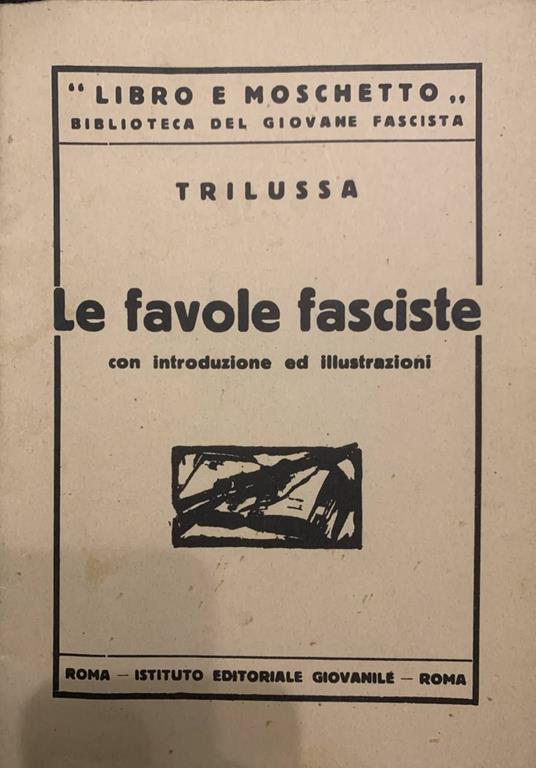 “ LIBRO E MOSCHETTO „
BIBLIOTECA DEL GIOVANE FASCISTA
TRILUSSA
Le favole fasciste
con introduzione ed illustrazioni
ROMA — ISTITUTO EDITORIALE GIOVANILE — ROMA